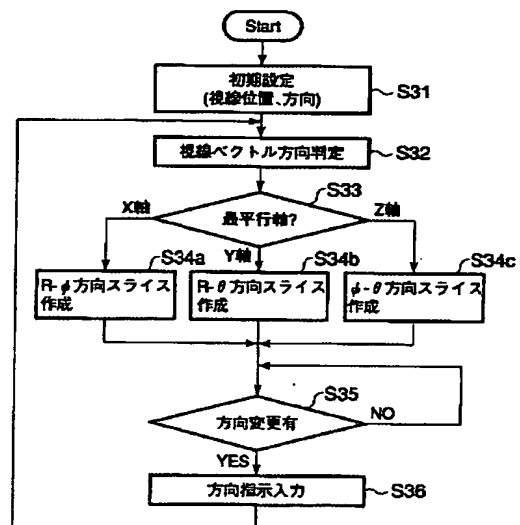 Start
初期設定
(視線位置、方向)
S31
視線ベクトル方向判定
S32
S33
最平行軸?
X軸
Y軸
Z軸
S34a
R-φ方向スライス
作成
S34b
R-θ方向スライス
作成
S34c
φ-θ方向スライス
作成
S35
方向変更有
NO
YES
方向指示入力
S36